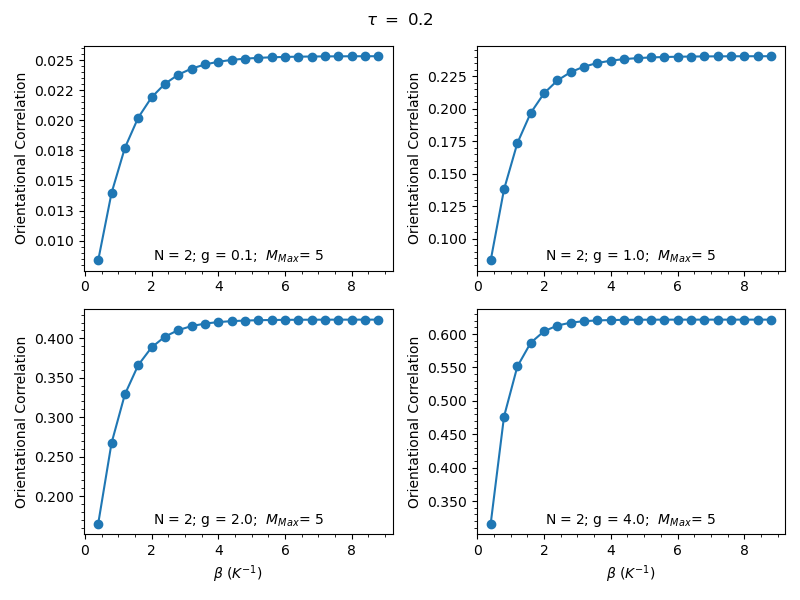 τ = 0.2
Orientational Correlation
0.025
0.022
0.020
0.018
0.015
0.013
0.010
N = 2; g = 0.1; M_Max= 5
0 2 4 6 8
Orientational Correlation
0.225
0.200
0.175
0.150
0.125
0.100
N = 2; g = 1.0; M_Max= 5
0 2 4 6 8
Orientational Correlation
0.400
0.350
0.300
0.250
0.200
N = 2; g = 2.0; M_Max= 5
0 2 4 6 8
β (K⁻¹)
Orientational Correlation
0.600
0.550
0.500
0.450
0.400
0.350
N = 2; g = 4.0; M_Max= 5
0 2 4 6 8
β (K⁻¹)